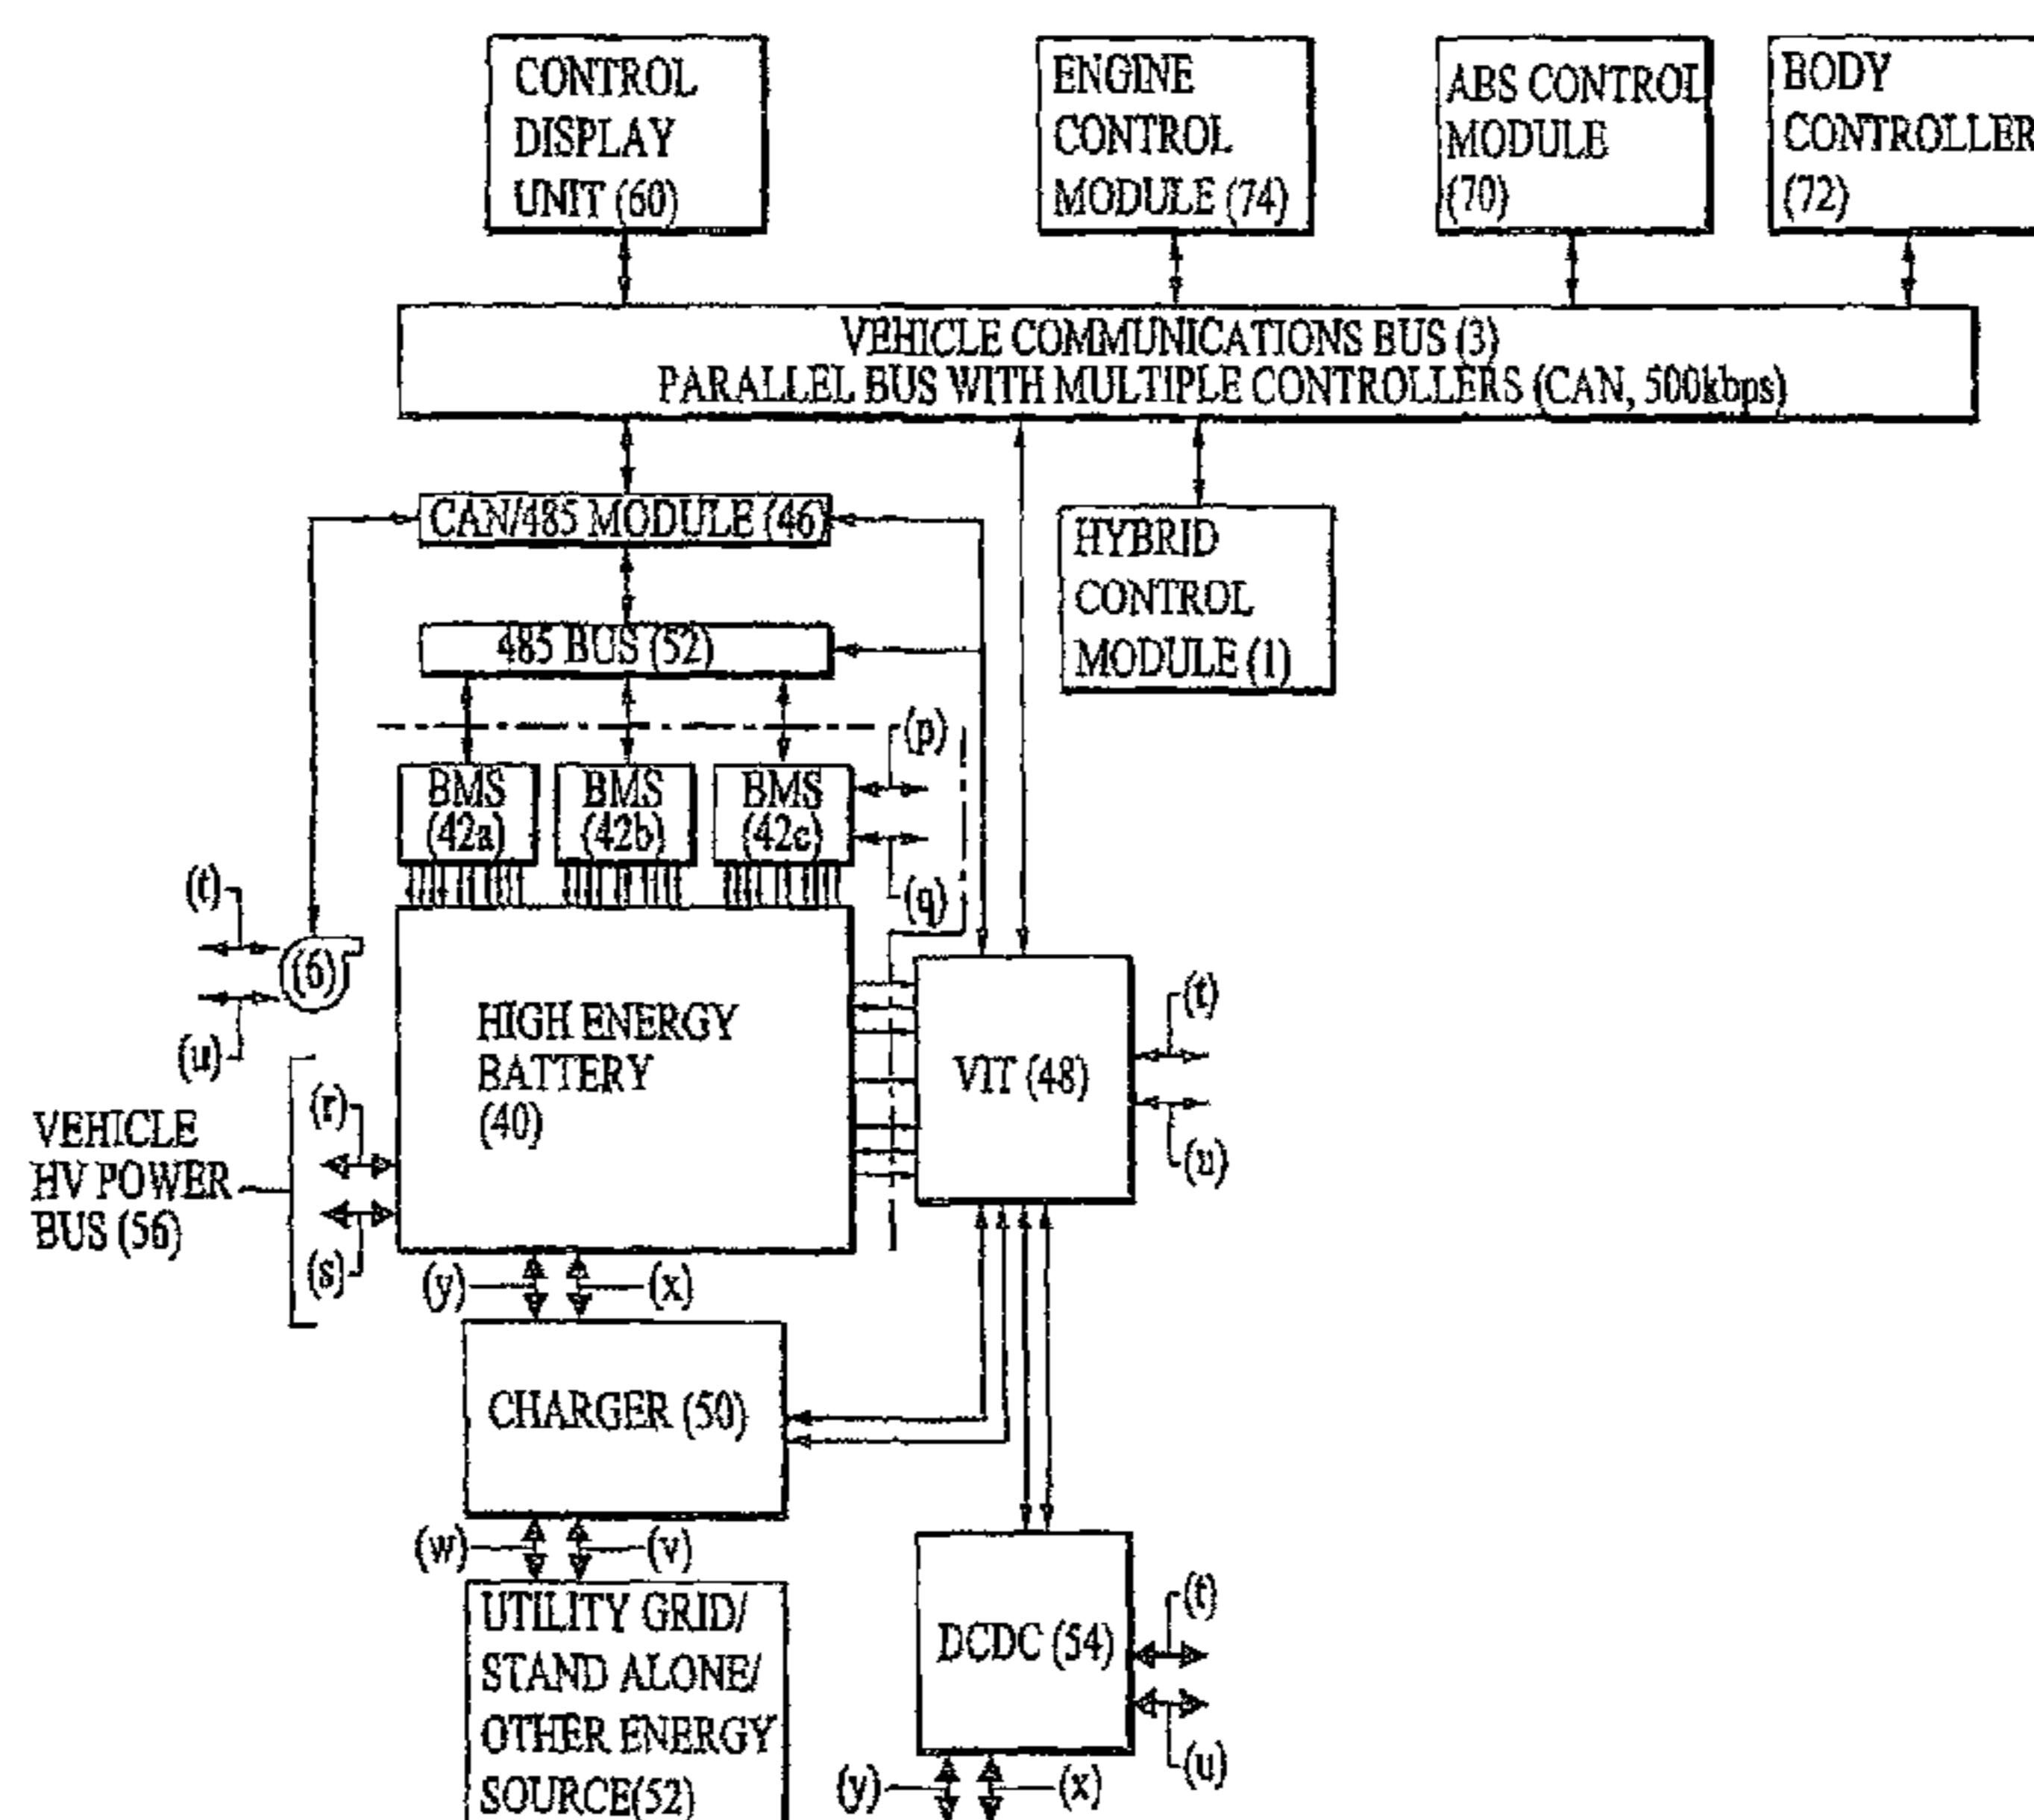 CONTROL
DISPLAY
UNIT (60)
ENGINE
CONTROL
MODULE (74)
ABS CONTROL
MODULE
(70)
BODY
CONTROLLER
(72)
VEHICLE COMMUNICATIONS BUS (3)
PARALLEL BUS WITH MULTIPLE CONTROLLERS (CAN, 500kbps)
CAN/485 MODULE (46)
HYBRID
CONTROL
MODULE (1)
485 BUS (52)
(p)
BMS
(42a)
BMS
(42b)
BMS
(42c)
(q)
(t)
(6)
(u)
HIGH ENERGY
BATTERY
(40)
VIT (48)
(t)
(u)
VEHICLE
HV POWER
BUS (56)
(r)
(s)
(y)
(x)
CHARGER (50)
(w)
(v)
UTILITY GRID/
STAND ALONE/
OTHER ENERGY
SOURCE(52)
DCDC (54)
(t)
(u)
(y)
(x)